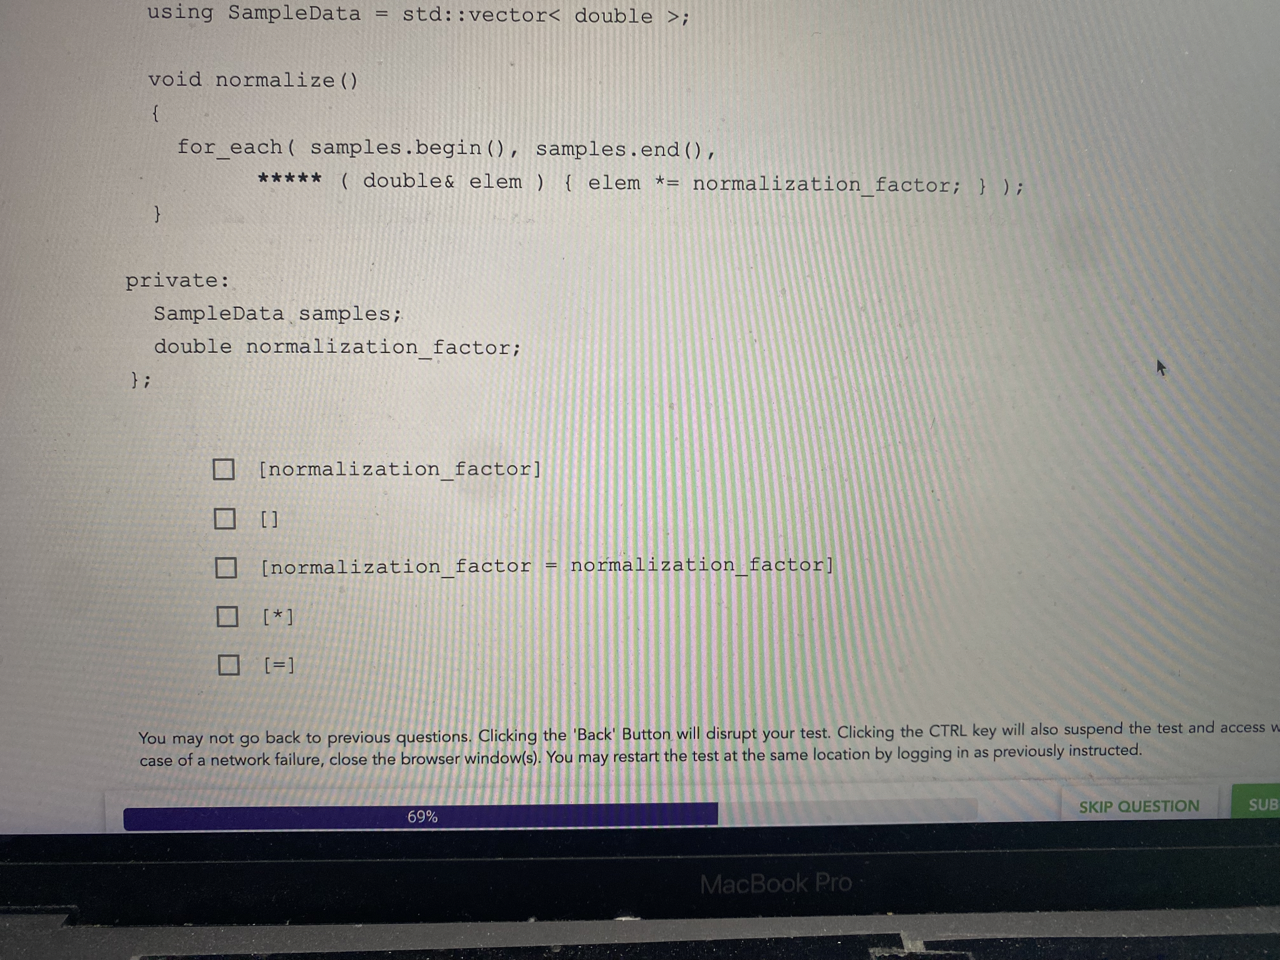 using SampleData = std::vector< double >;
void normalize()
{
for_each( samples.begin(), samples.end(),
***** ( double& elem ) { elem *= normalization_factor; } );
}
private:
SampleData samples;
double normalization_factor;
};
[normalization_factor]
[]
[normalization_factor = normalization_factor]
[*]
[=]
You may not go back to previous questions. Clicking the 'Back' Button will disrupt your test. Clicking the CTRL key will also suspend the test and access
case of a network failure, close the browser window(s). You may restart the test at the same location by logging in as previously instructed.
69%
SKIP QUESTION
SUB
MacBook Pro